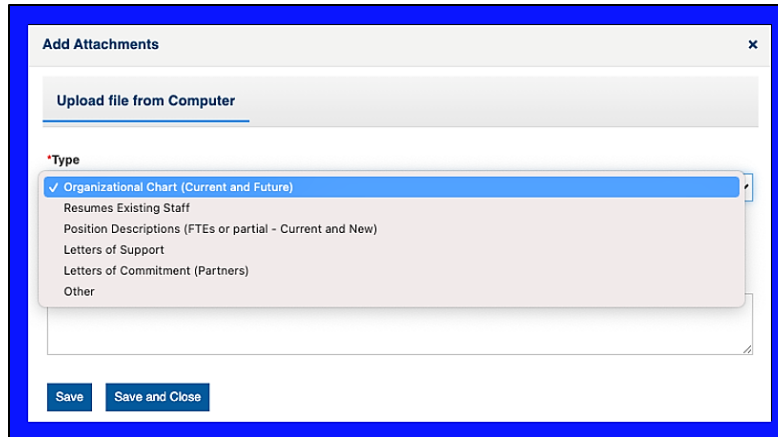 Add Attachments ×
Upload file from Computer
*Type
✓ Organizational Chart (Current and Future)
Resumes Existing Staff
Position Descriptions (FTEs or partial - Current and New)
Letters of Support
Letters of Commitment (Partners)
Other
Save Save and Close